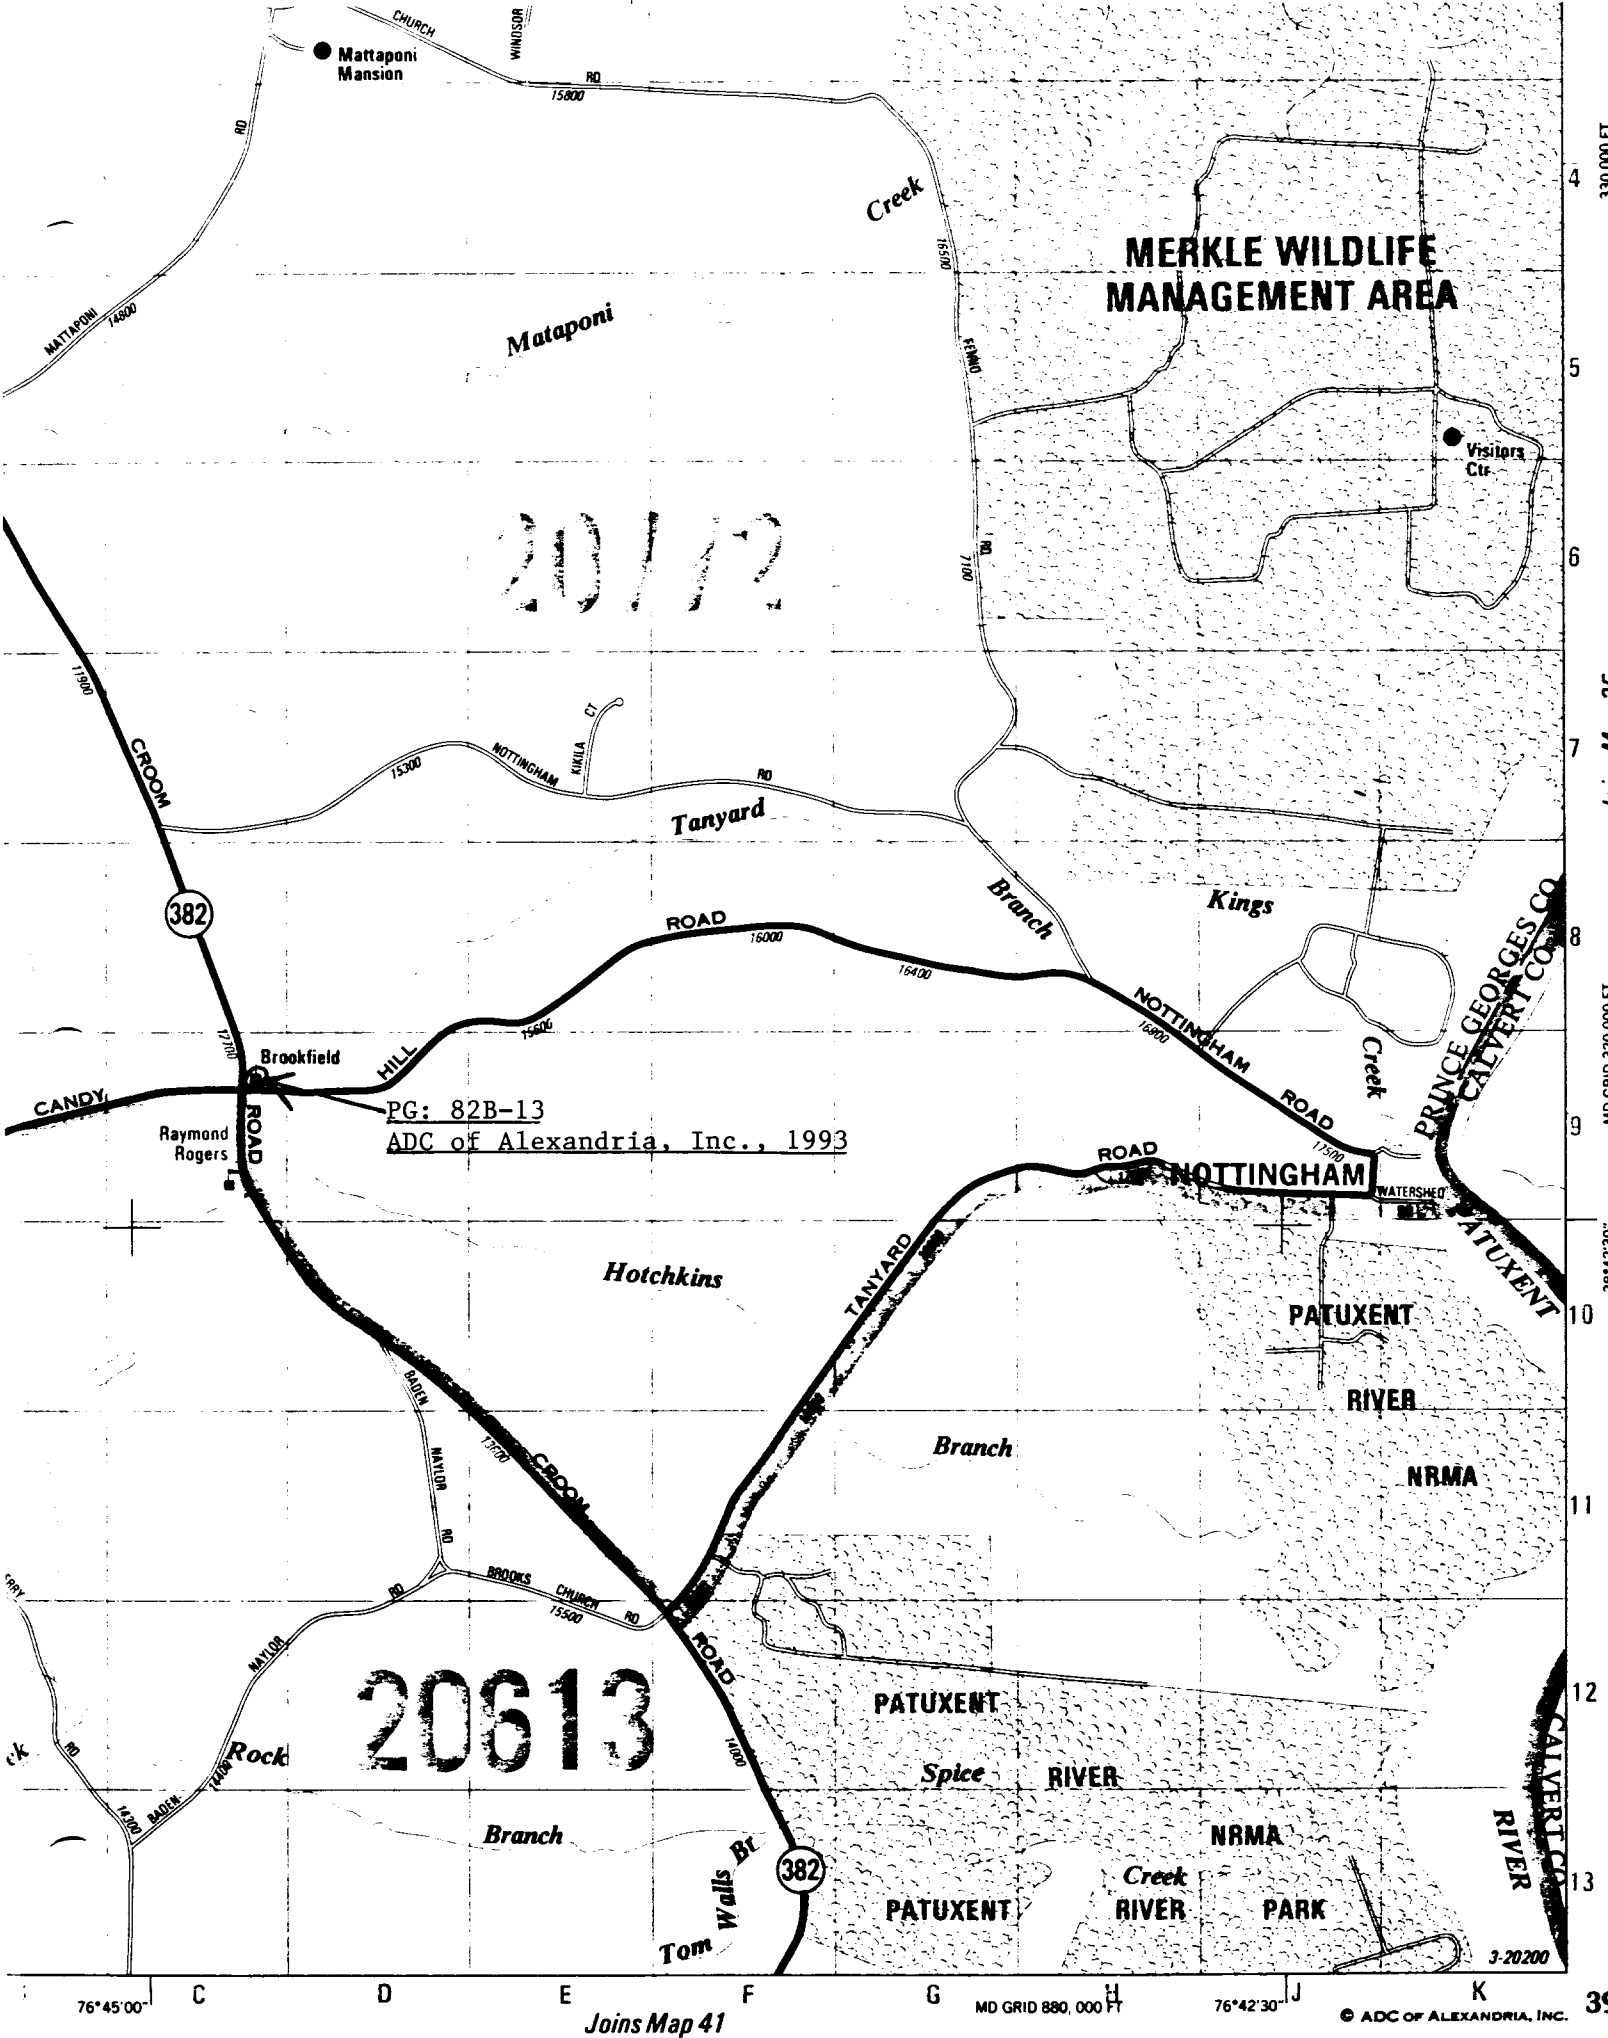 CHURCH
WINDSOR
Mattaponi
Mansion
RD
15800
RD
330,000 FT
4
Creek
16500
MERKLE WILDLIFE
MANAGEMENT AREA
MATTAPONI
14800
Mataponi
FENNO
5
Visitors
Ctr
RD
7100
6
11900
CROOM
KIKILA
CT
7
15300
NOTTINGHAM
RD
Tanyard
382
ROAD
16000
Branch
Kings
8
16400
PRINCE GEORGES CO
CALVERT CO
NOTTINGHAM
16800
15600
12700
Brookfield
HILL
Creek
CANDY
ROAD
PG: 82B-13
ADC of Alexandria, Inc., 1993
Raymond
Rogers
ROAD
17500
9
ROAD
NOTTINGHAM
WATERSHED
PATUXENT
TANYARD
Hotchkins
PATUXENT
10
BADEN
RIVER
13600
CROOM
Branch
NRMA
NAYLOR
RD
11
BROOKS
CHURCH
RD
15500
RD
NAYLOR
ROAD
20613
PATUXENT
12
RD
Rock
14400
14000
Spice
RIVER
CALVERT CO
RIVER
14300
BADEN
Branch
NRMA
Tom Walls Br
382
Creek
13
PATUXENT
RIVER
PARK
3-20200
C
D
E
F
G
H
J
K
76°45'00"
MD GRID 880,000 FT
76°42'30"
Joins Map 41
© ADC OF ALEXANDRIA, INC.